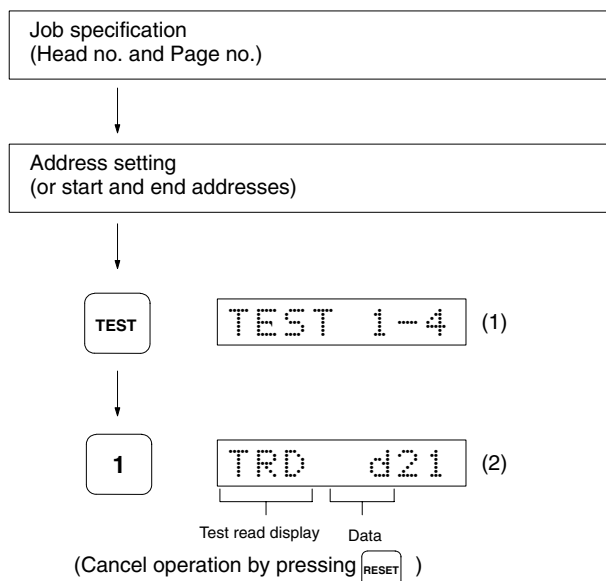 Job specification
(Head no. and Page no.)
Address setting
(or start and end addresses)
TEST
TEST 1-4 (1)
1
TRD d21 (2)
Test read display Data
(Cancel operation by pressing RESET )